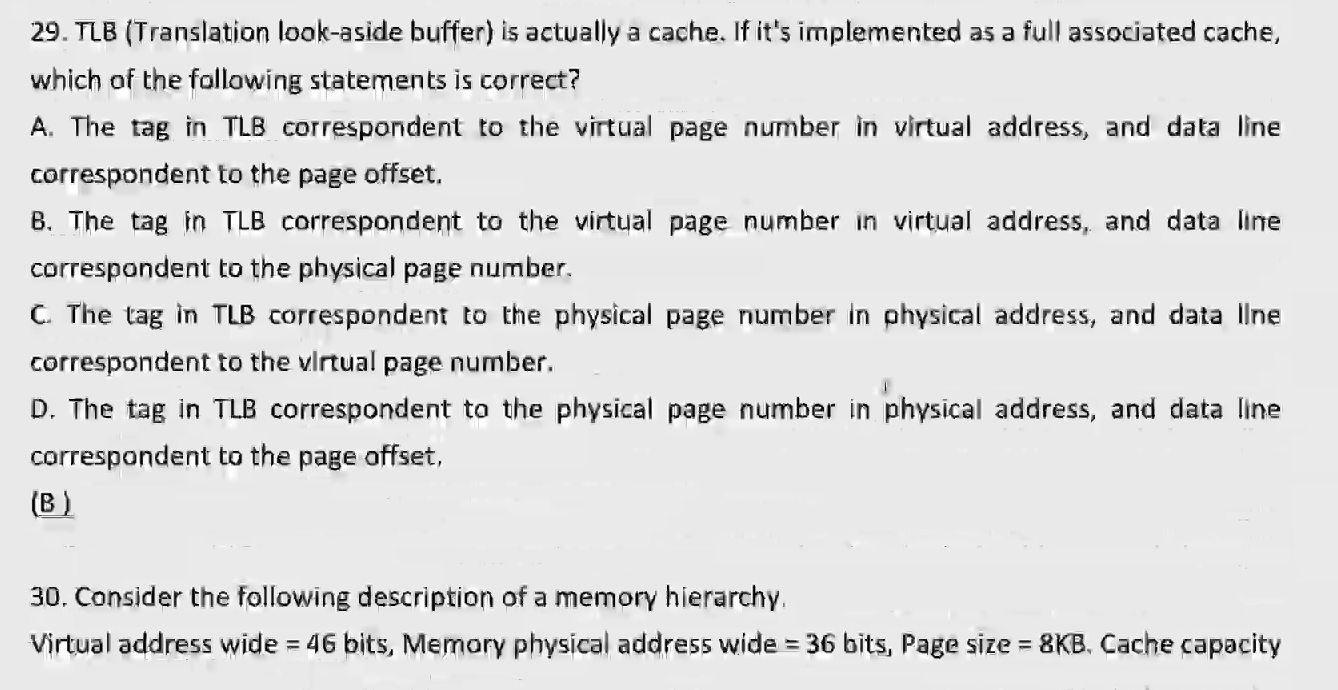 29. TLB (Translation look-aside buffer) is actually a cache. If it's implemented as a full associated cache,
which of the following statements is correct?
A. The tag in TLB correspondent to the virtual page number in virtual address, and data line
correspondent to the page offset.
B. The tag in TLB correspondent to the virtual page number in virtual address, and data line
correspondent to the physical page number.
C. The tag in TLB correspondent to the physical page number in physical address, and data line
correspondent to the virtual page number.
D. The tag in TLB correspondent to the physical page number in physical address, and data line
correspondent to the page offset.
(B )
30. Consider the following description of a memory hierarchy.
Virtual address wide = 46 bits, Memory physical address wide = 36 bits, Page size = 8KB. Cache capacity